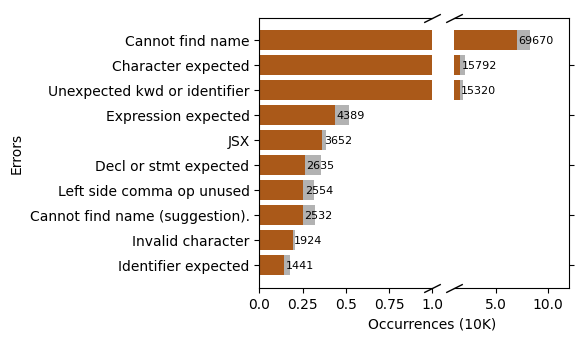 Errors
Cannot find name 69670
Character expected 15792
Unexpected kwd or identifier 15320
Expression expected 4389
JSX 3652
Decl or stmt expected 2635
Left side comma op unused 2554
Cannot find name (suggestion). 2532
Invalid character 1924
Identifier expected 1441
0.0 0.25 0.5 0.75 1.0 5.0 10.0
Occurrences (10K)